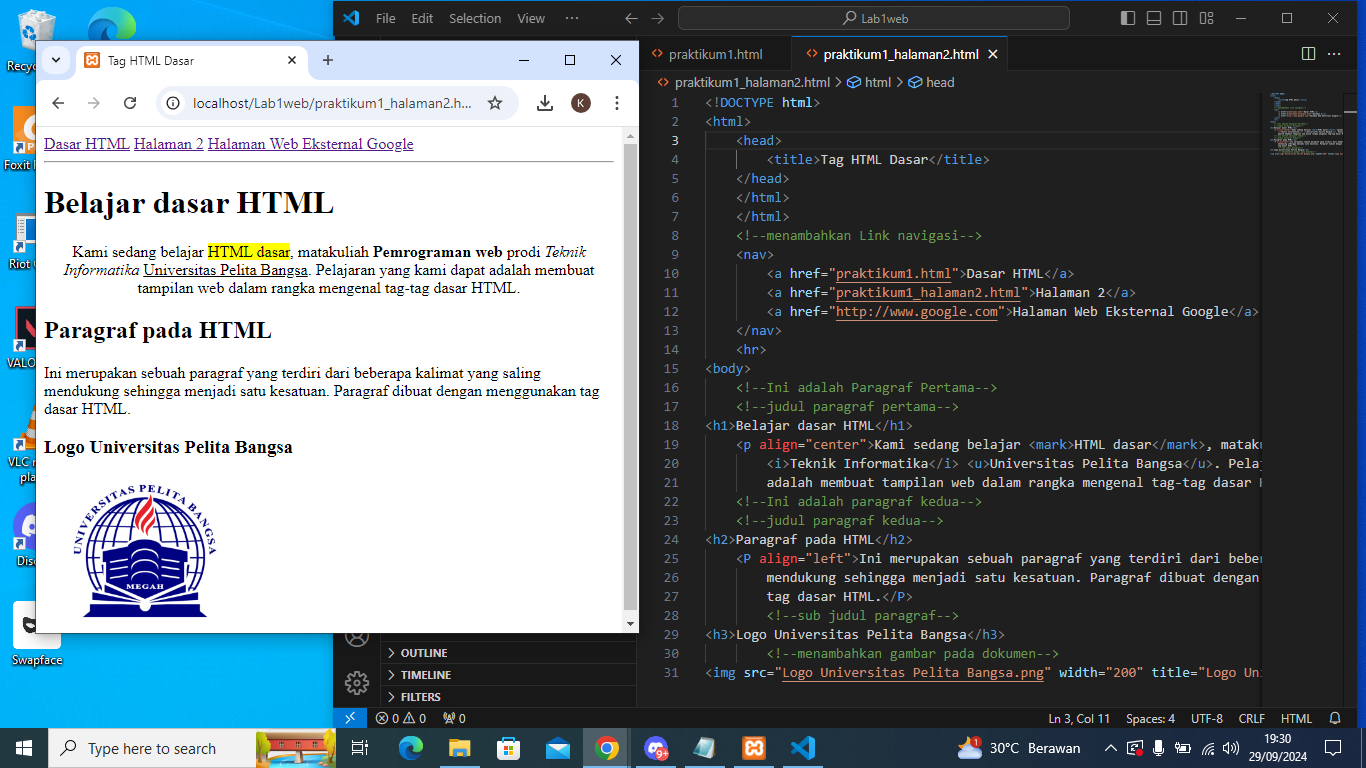 Recyc
Foxit
Riot
VALO
VLC
pla
Disc
Swapface
Tag HTML Dasar
localhost/Lab1web/praktikum1_halaman2.h...
K
Dasar HTML Halaman 2 Halaman Web Eksternal Google
Belajar dasar HTML
Kami sedang belajar HTML dasar, matakuliah Pemrograman web prodi Teknik
Informatika Universitas Pelita Bangsa. Pelajaran yang kami dapat adalah membuat
tampilan web dalam rangka mengenal tag-tag dasar HTML.
Paragraf pada HTML
Ini merupakan sebuah paragraf yang terdiri dari beberapa kalimat yang saling
mendukung sehingga menjadi satu kesatuan. Paragraf dibuat dengan menggunakan tag
dasar HTML.
Logo Universitas Pelita Bangsa
UNIVERSITAS PELITA BANGSA
MEGAH
File Edit Selection View ···
Lab1web
praktikum1.html
praktikum1_halaman2.html
praktikum1_halaman2.html > html > head
1 <!DOCTYPE html>
2 <html>
3 <head>
4 <title>Tag HTML Dasar</title>
5 </head>
6 </html>
7 </html>
8 <!--menambahkan Link navigasi-->
9 <nav>
10 <a href="praktikum1.html">Dasar HTML</a>
11 <a href="praktikum1_halaman2.html">Halaman 2</a>
12 <a href="http://www.google.com">Halaman Web Eksternal Google</a>
13 </nav>
14 <hr>
15 <body>
16 <!--Ini adalah Paragraf Pertama-->
17 <!--judul paragraf pertama-->
18 <h1>Belajar dasar HTML</h1>
19 <p align="center">Kami sedang belajar <mark>HTML dasar</mark>, mataku
20 <i>Teknik Informatika</i> <u>Universitas Pelita Bangsa</u>. Pelaj
21 adalah membuat tampilan web dalam rangka mengenal tag-tag dasar H
22 <!--Ini adalah paragraf kedua-->
23 <!--judul paragraf kedua-->
24 <h2>Paragraf pada HTML</h2>
25 <P align="left">Ini merupakan sebuah paragraf yang terdiri dari beber
26 mendukung sehingga menjadi satu kesatuan. Paragraf dibuat dengan
27 tag dasar HTML.</P>
28 <!--sub judul paragraf-->
29 <h3>Logo Universitas Pelita Bangsa</h3>
30 <!--menambahkan gambar pada dokumen-->
31 <img src="Logo Universitas Pelita Bangsa.png" width="200" title="Logo Un
OUTLINE
TIMELINE
FILTERS
0 0 0
Ln 3, Col 11 Spaces: 4 UTF-8 CRLF HTML
Type here to search
9+
1
30°C Berawan
19:30
29/09/2024